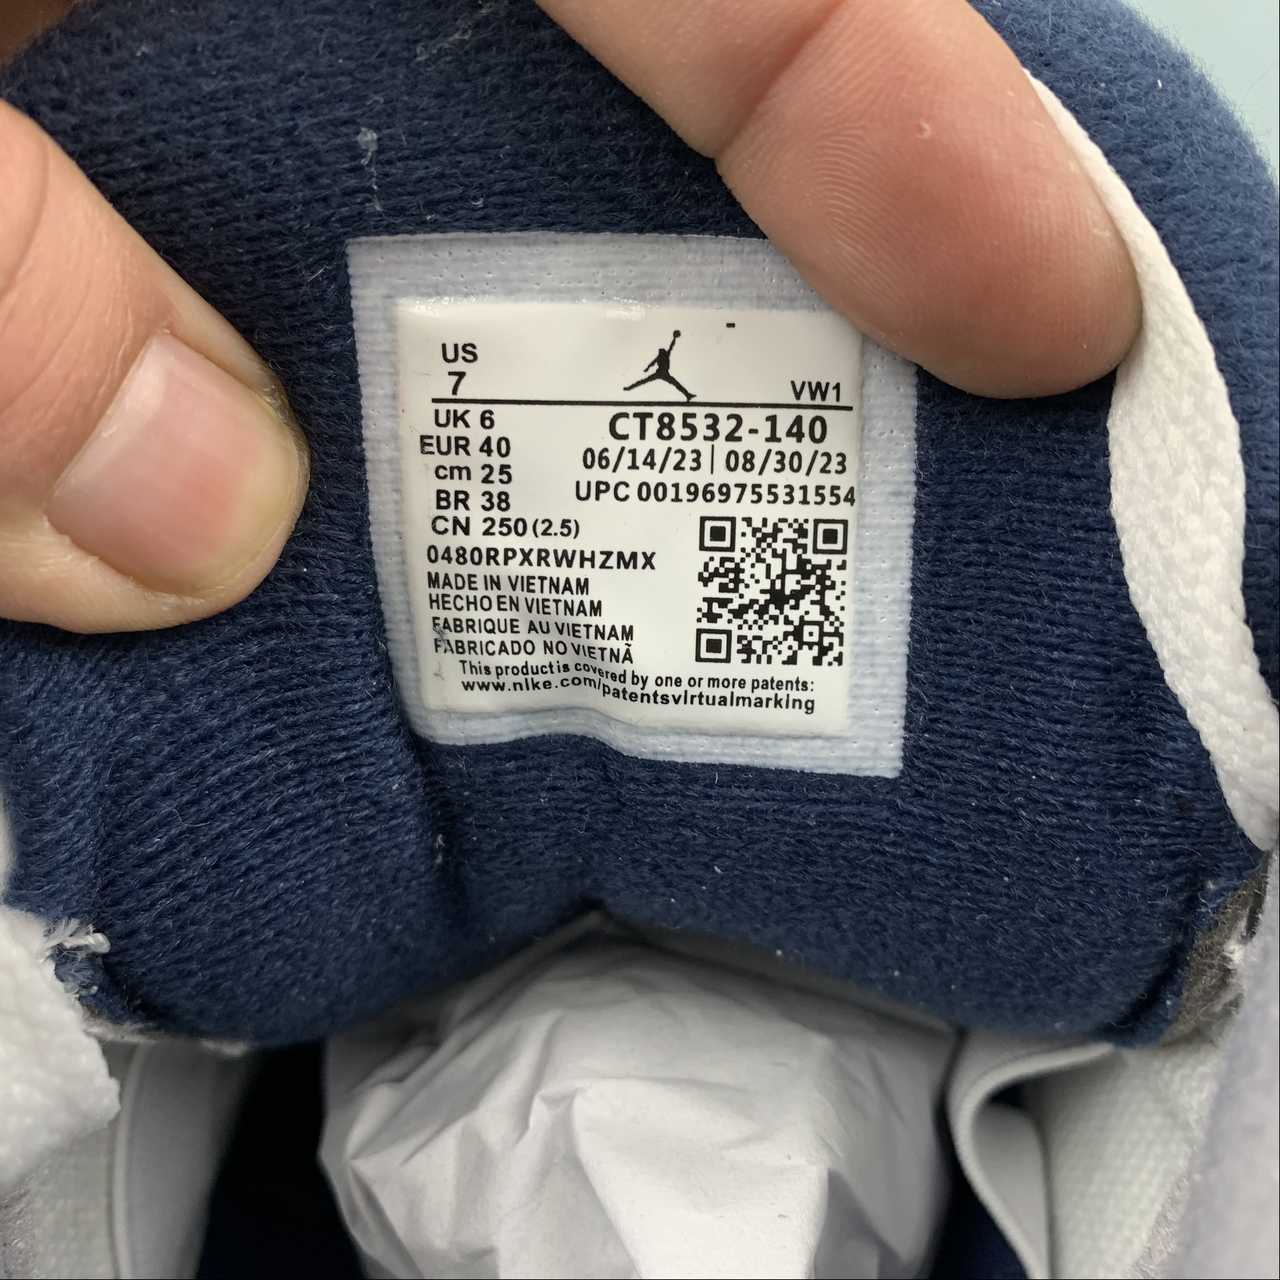 US
7
VW1
UK 6
CT8532-140
EUR 40
06/14/23 | 08/30/23
cm 25
UPC 00196975531554
BR 38
CN 250 (2.5)
0480RPXRWHZMX
MADE IN VIETNAM
HECHO EN VIETNAM
FABRIQUE AU VIETNAM
FABRICADO NO VIETNÃ
This product is covered by one or more patents:
www.nike.com/patentsvirtualmarking